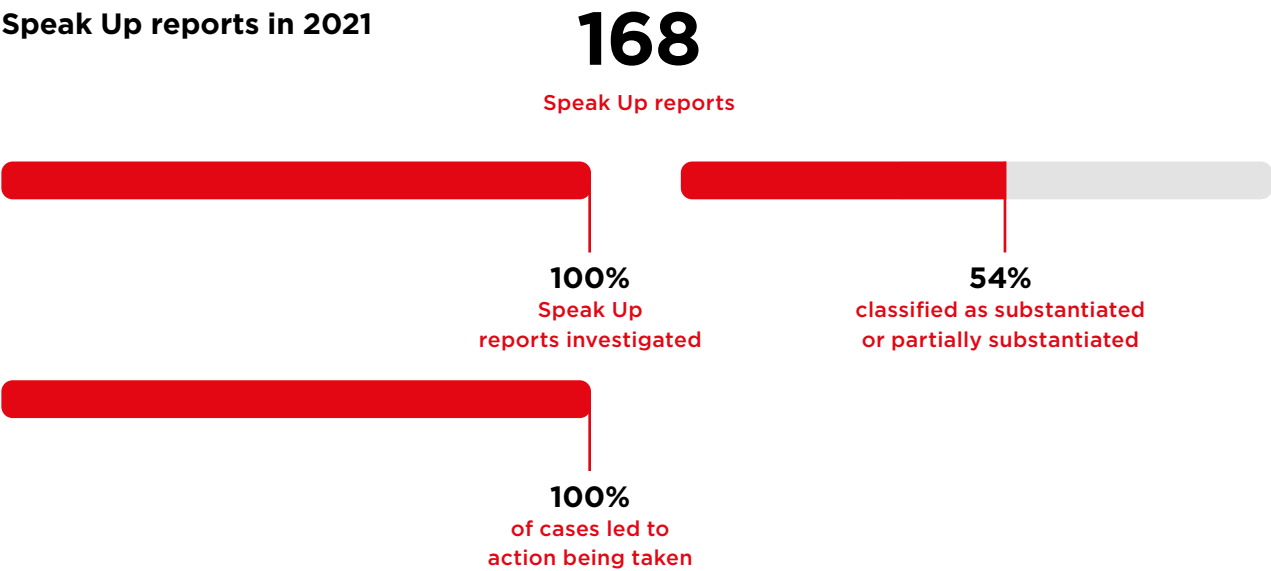 Speak Up reports in 2021
168
Speak Up reports
100%
Speak Up
reports investigated
54%
classified as substantiated
or partially substantiated
100%
of cases led to
action being taken